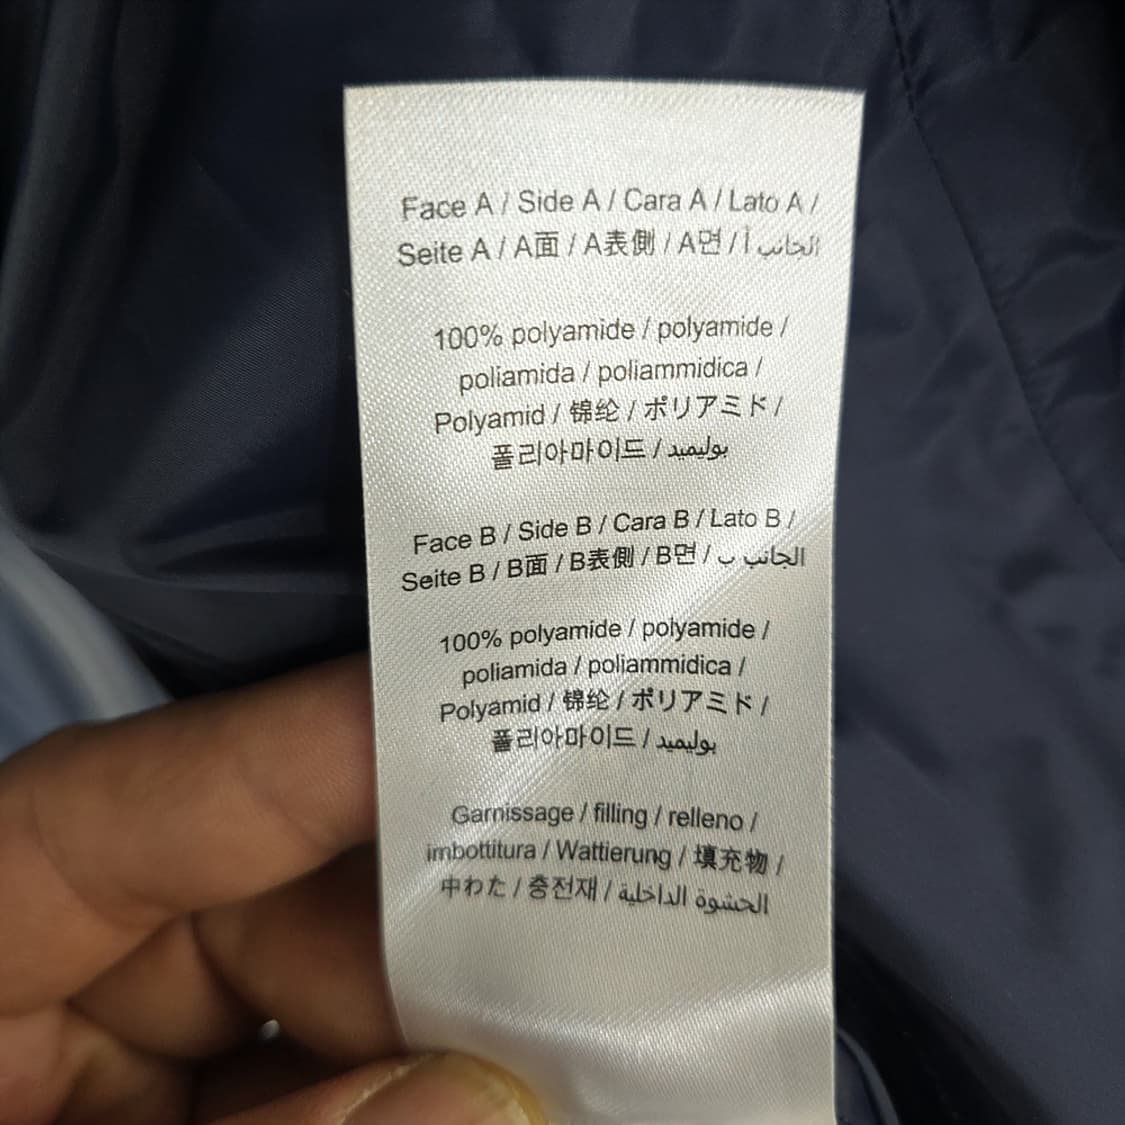 Face A / Side A / Cara A / Lato A /
Seite A / A面 / A表側 / A면 / الجانب أ
100% polyamide / polyamide /
poliamida / poliammidica /
Polyamid / 锦纶 / ポリアミド /
폴리아마이드 / بوليميد
Face B / Side B / Cara B / Lato B /
Seite B / B面 / B表側 / B면 / الجانب ب
100% polyamide / polyamide /
poliamida / poliammidica /
Polyamid / 锦纶 / ポリアミド /
폴리아마이드 / بوليميد
Garnissage / filling / relleno /
imbottitura / Wattierung / 填充物 /
中わた / 충전재 / الحشوة الداخلية